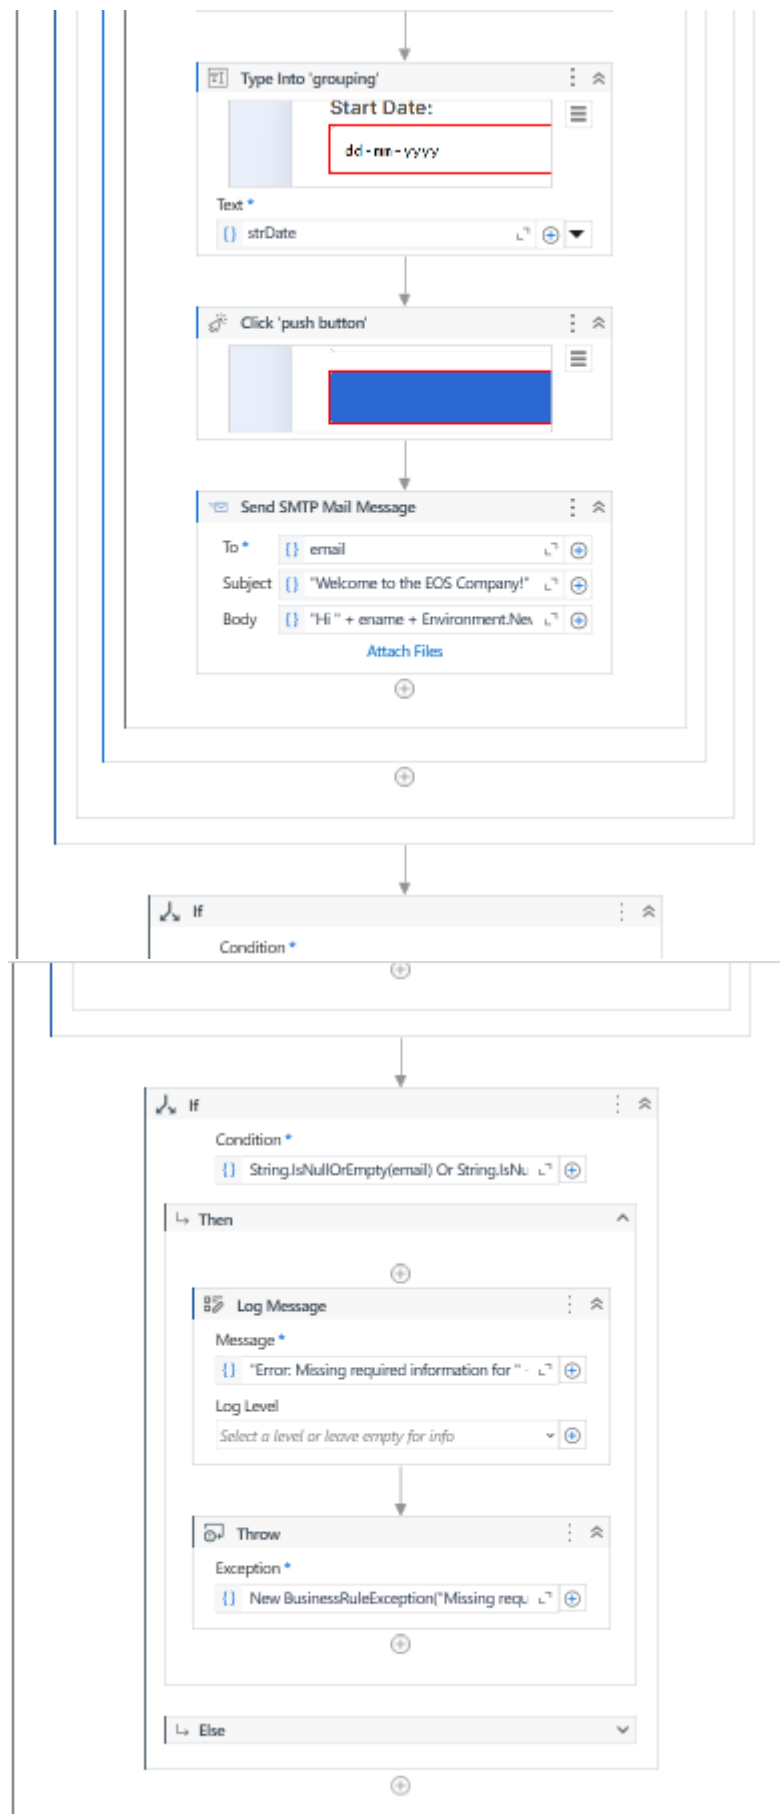 Type Into 'grouping'
Start Date:
dd-mm-yyyy
Text *
strDate
Click 'push button'
Send SMTP Mail Message
To * email
Subject "Welcome to the EOS Company!"
Body "Hi " + ename + Environment.Nev
Attach Files
If
Condition *
If
Condition *
String.IsNullOrEmpty(email) Or String.IsNu
Then
Log Message
Message *
"Error: Missing required information for " -
Log Level
Select a level or leave empty for info
Throw
Exception *
New BusinessRuleException("Missing requ
Else